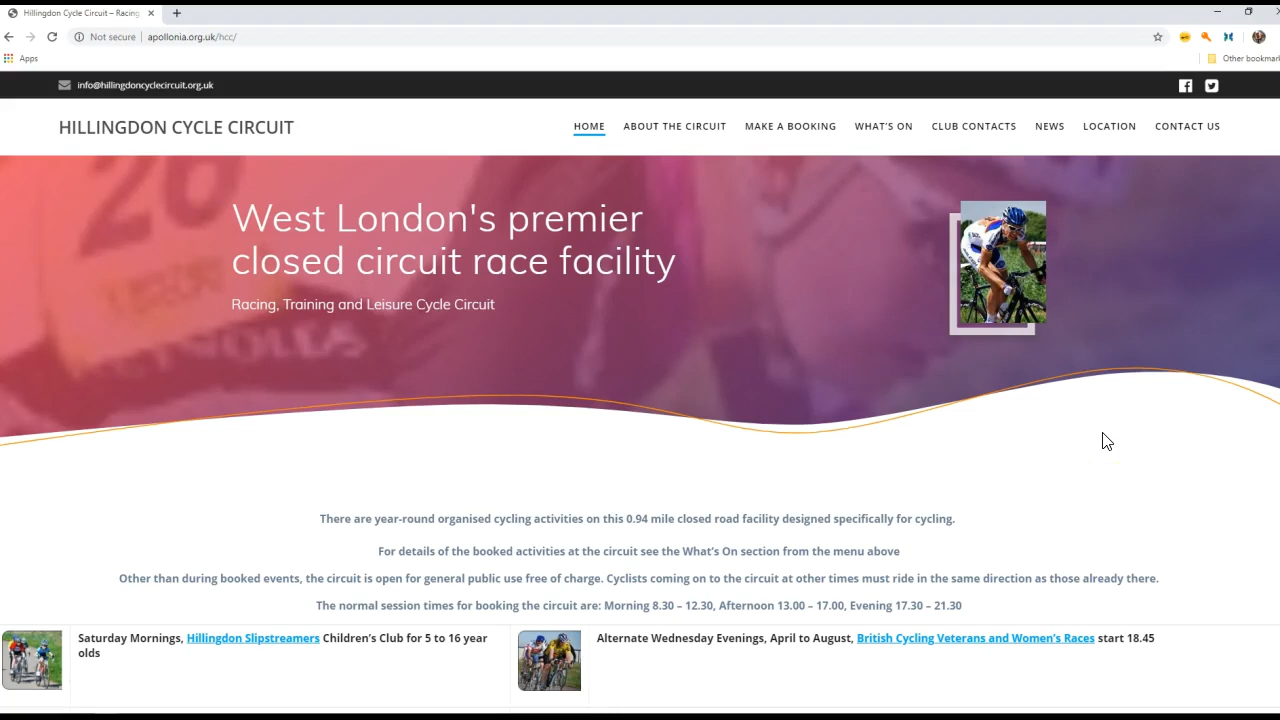 Hillingdon Cycle Circuit – Racing
Not secure | apollonia.org.uk/hcc/
Apps
Other bookmark
info@hillingdoncyclecircuit.org.uk
HILLINGDON CYCLE CIRCUIT
HOME ABOUT THE CIRCUIT MAKE A BOOKING WHAT'S ON CLUB CONTACTS NEWS LOCATION CONTACT US
20
West London's premier
closed circuit race facility
Racing, Training and Leisure Cycle Circuit
There are year-round organised cycling activities on this 0.94 mile closed road facility designed specifically for cycling.
For details of the booked activities at the circuit see the What's On section from the menu above
Other than during booked events, the circuit is open for general public use free of charge. Cyclists coming on to the circuit at other times must ride in the same direction as those already there.
The normal session times for booking the circuit are: Morning 8.30 – 12.30, Afternoon 13.00 – 17.00, Evening 17.30 – 21.30
Saturday Mornings, Hillingdon Slipstreamers Children's Club for 5 to 16 year
olds
Alternate Wednesday Evenings, April to August, British Cycling Veterans and Women's Races start 18.45